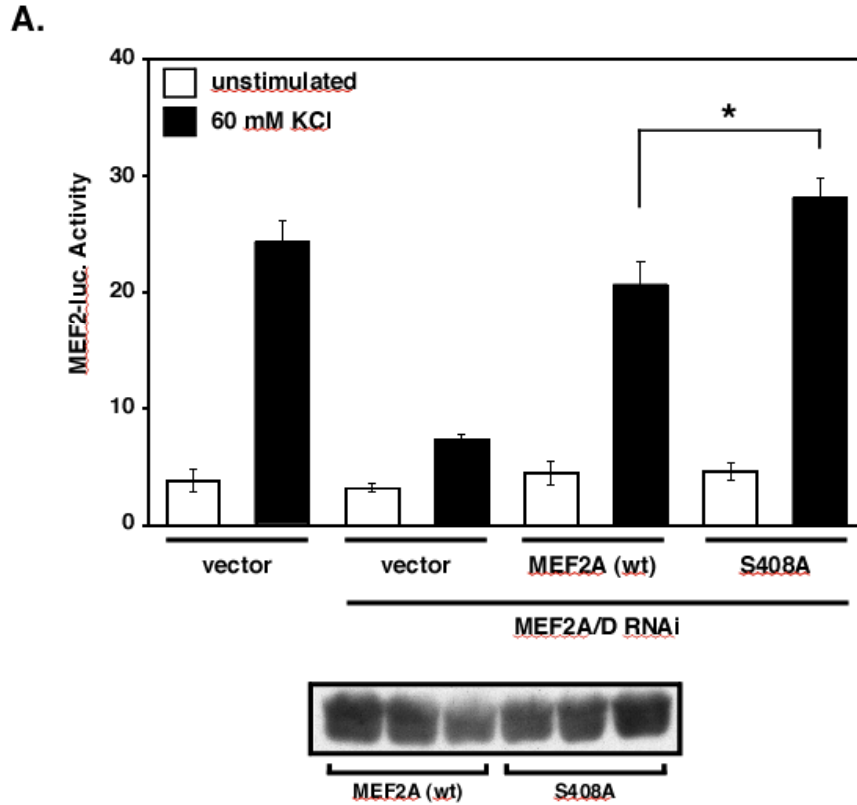 A.
40
30
20
10
0
MEF2-luc. Activity
unstimulated
60 mM KCl
*
vector vector MEF2A (wt) S408A
MEF2A/D RNAi
MEF2A (wt) S408A